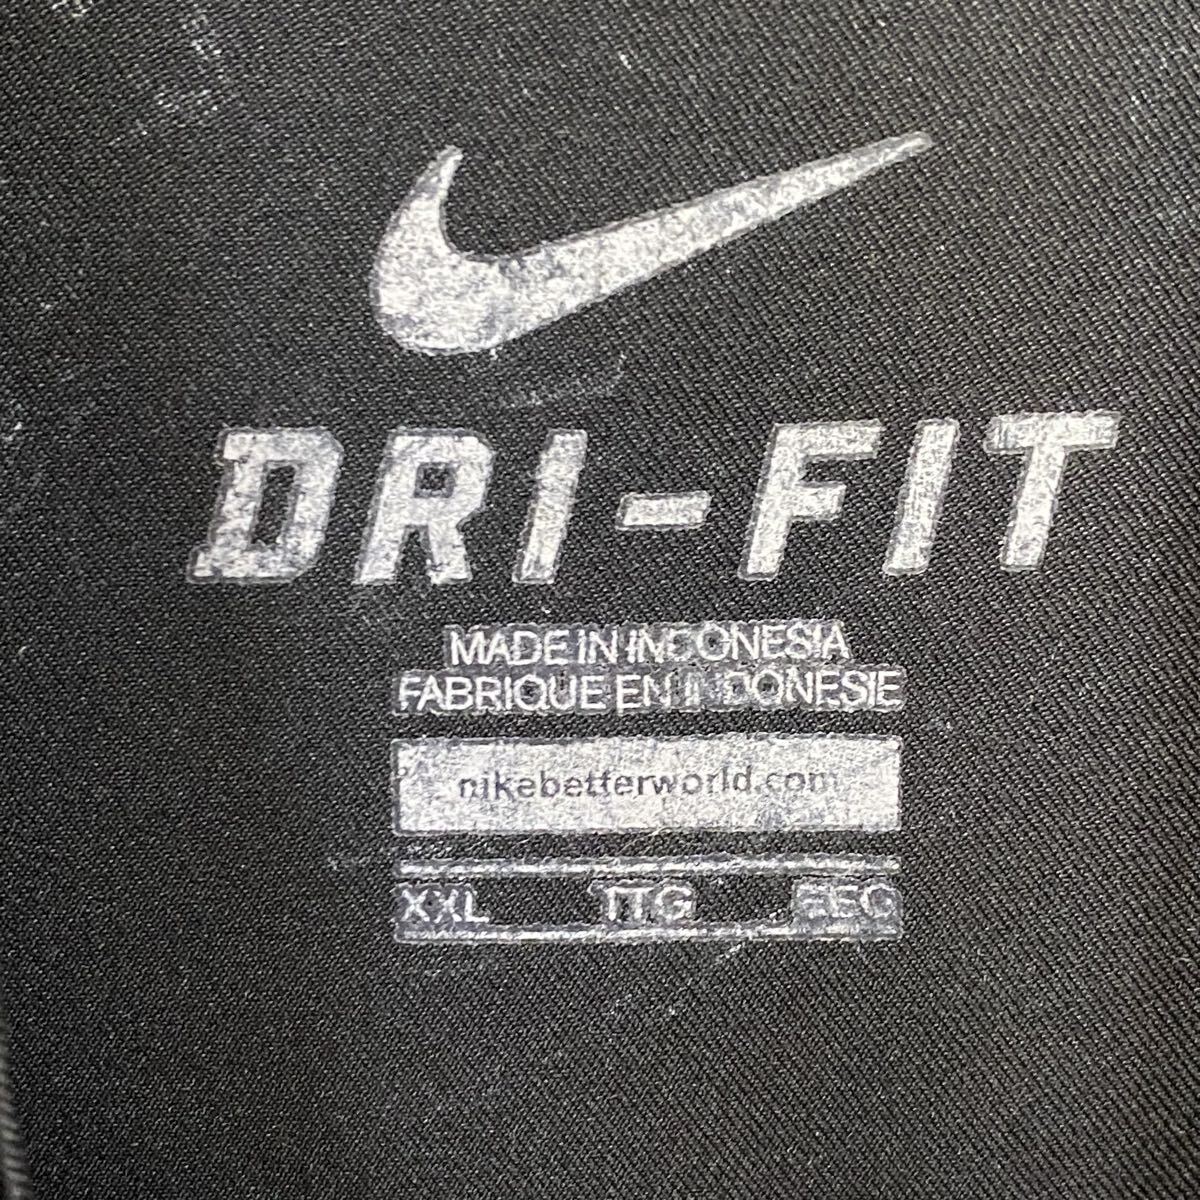 DRI-FIT
MADE IN INDONESIA
FABRIQUE EN INDONESIE
nikebetterworld.com
XXL TTG EEG